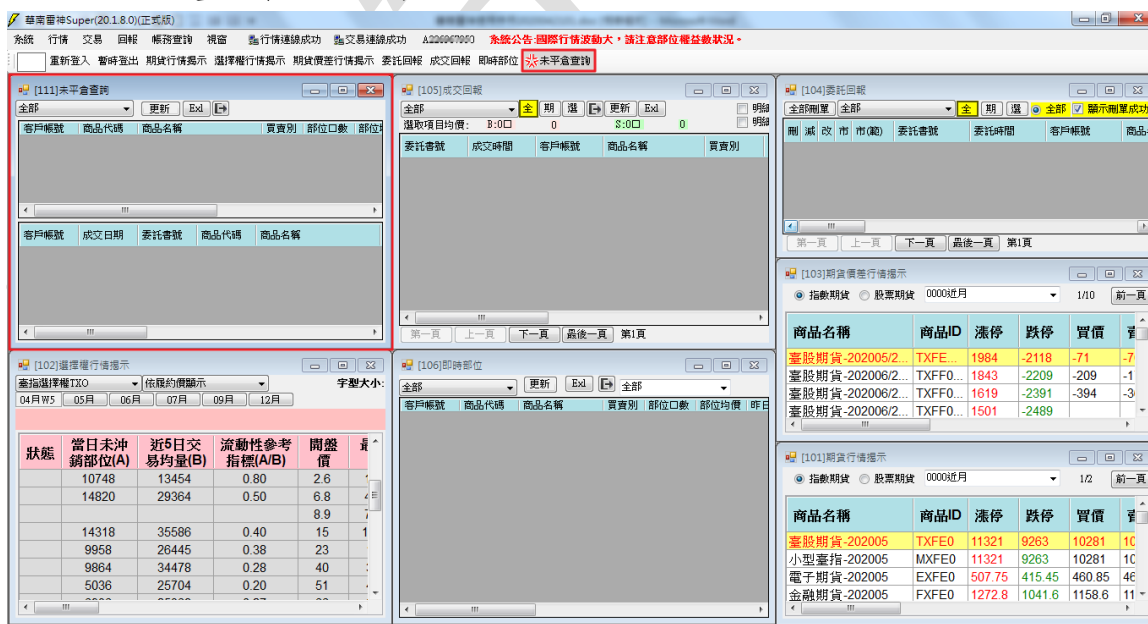 華南雷神Super(20.1.8.0)(正式版)
系統 行情 交易 回報 帳務查詢 視窗 行情連線成功 交易連線成功 A226967950 系統公告:國際行情波動大，請注意部位權益數狀況。
重新登入 暫時登出 期貨行情揭示 選擇權行情揭示 期貨價差行情揭示 委託回報 成交回報 即時部位 未平倉查詢
[111]未平倉查詢
全部 更新 Exl
客戶帳號 商品代碼 商品名稱 買賣別 部位口數 部位
客戶帳號 成交日期 委託書號 商品代碼 商品名稱
[105]成交回報
全部 全 期 選 更新 Exl 明細
選取項目均價: B:0口 0 S:0口 0 明細
委託書號 成交時間 客戶帳號 商品名稱 買賣別
第一頁 上一頁 下一頁 最後一頁 第1頁
[104]委託回報
全部刪單 全部 全 期 選 全部 顯示刪單成功
刪 減 改 市 市(範) 委託書號 委託時間 客戶帳號 商品
第一頁 上一頁 下一頁 最後一頁 第1頁
[103]期貨價差行情揭示
指數期貨 股票期貨 0000近月 1/10 前一頁
商品名稱 商品ID 漲停 跌停 買價
臺股期貨-202005/2... TXFE... 1984 -2118 -71
臺股期貨-202006/2... TXFF0... 1843 -2209 -209
臺股期貨-202006/2... TXFF0... 1619 -2391 -394
臺股期貨-202006/2... TXFF0... 1501 -2489
[102]選擇權行情揭示
臺指選擇權TXO 依履約價顯示 字型大小:
04月W5 05月 06月 07月 09月 12月
狀態 當日未沖銷部位(A) 近5日交易均量(B) 流動性參考指標(A/B) 開盤價
10748 13454 0.80 2.6
14820 29364 0.50 6.8
8.9
14318 35586 0.40 15
9958 26445 0.38 23
9864 34478 0.28 40
5036 25704 0.20 51
[106]即時部位
全部 更新 Exl 全部
客戶帳號 商品代碼 商品名稱 買賣別 部位口數 部位均價 昨日
[101]期貨行情揭示
指數期貨 股票期貨 0000近月 1/2 前一頁
商品名稱 商品ID 漲停 跌停 買價
臺股期貨-202005 TXFE0 11321 9263 10281
小型臺指-202005 MXFE0 11321 9263 10281
電子期貨-202005 EXFE0 507.75 415.45 460.85
金融期貨-202005 FXFE0 1272.8 1041.6 1158.6